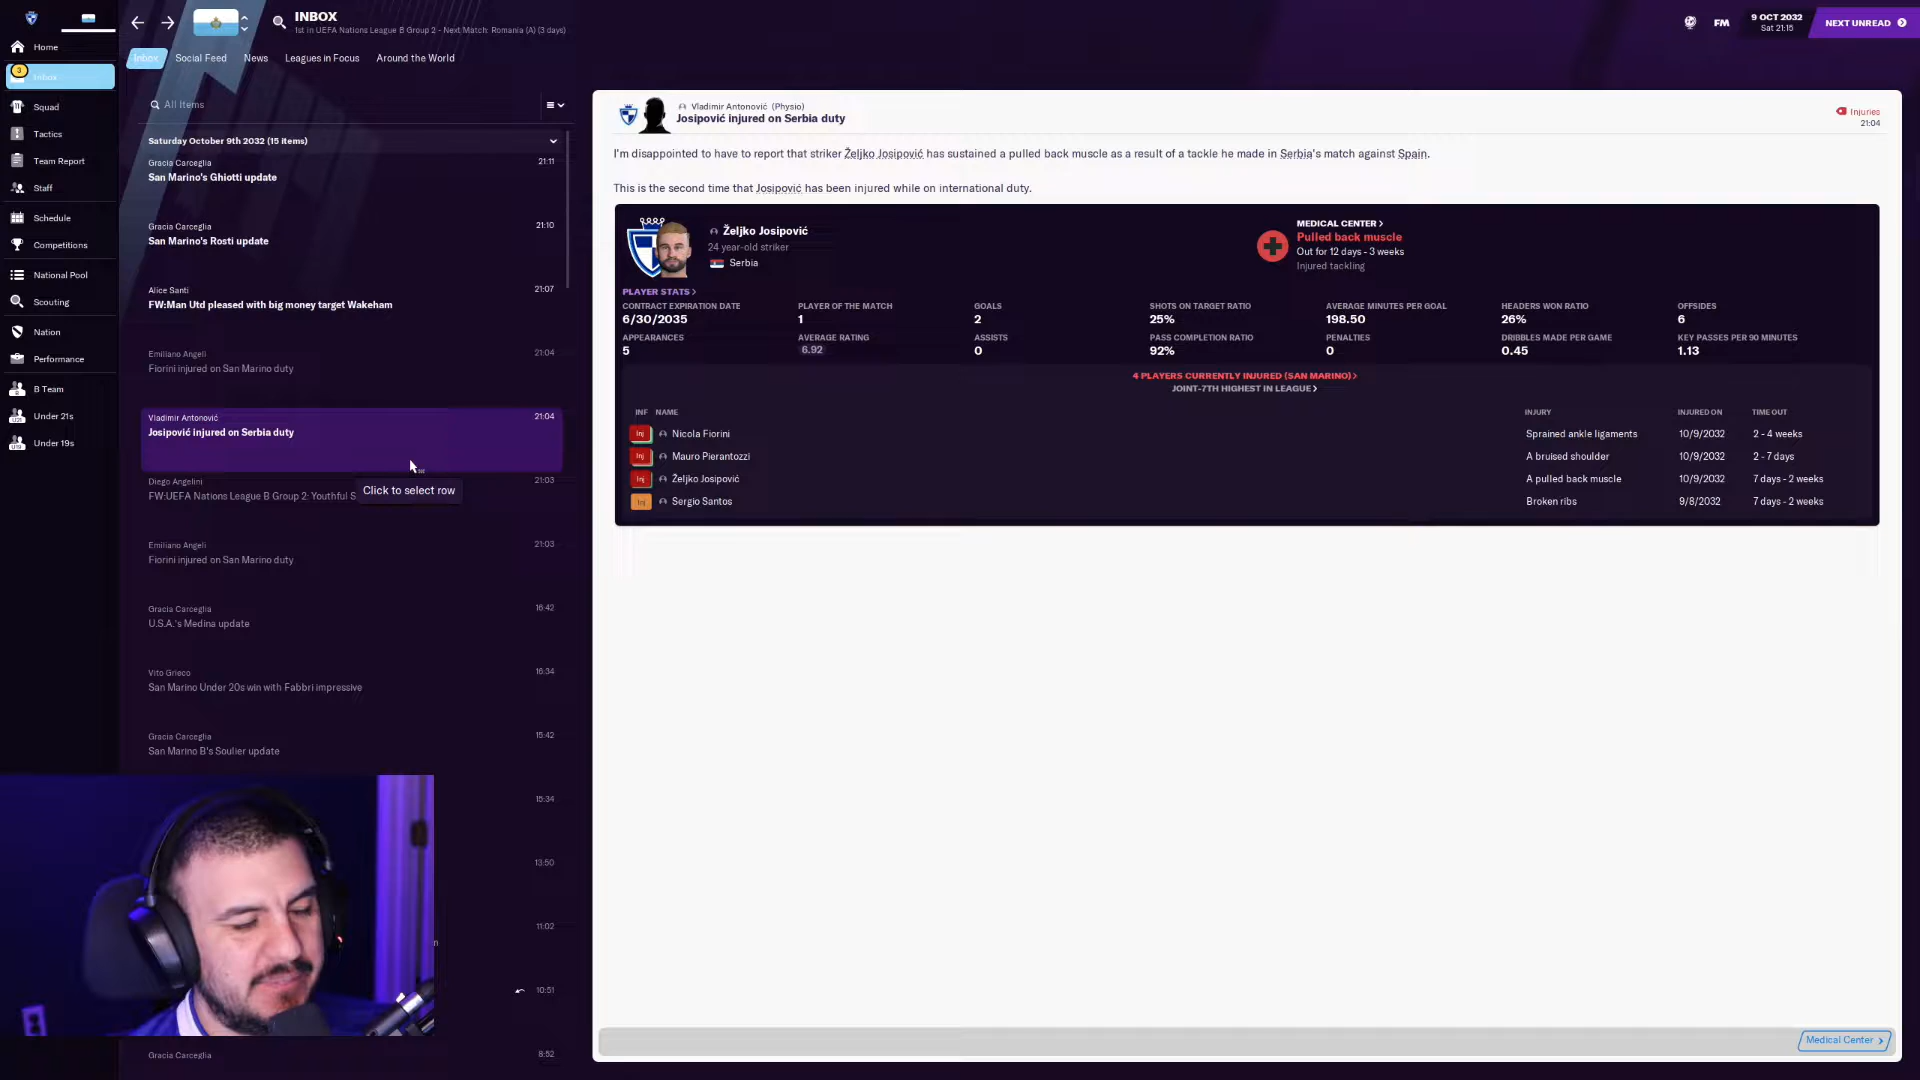 INBOX
1st in UEFA Nations League B Group 2 - Next Match: Romania (A) (3 days)
FM
9 OCT 2032
Sat 21:15
NEXT UNREAD
Inbox
Social Feed
News
Leagues in Focus
Around the World
Home
3
Inbox
Squad
Tactics
Team Report
Staff
Schedule
Competitions
National Pool
Scouting
Nation
Performance
B Team
Under 21s
Under 19s
All Items
Saturday October 9th 2032 (15 Items)
Gracia Carceglia 21:11
San Marino's Ghiotti update
Gracia Carceglia 21:10
San Marino's Rosti update
Alice Santi 21:07
FW:Man Utd pleased with big money target Wakeham
Emiliano Angeli 21:04
Fiorini injured on San Marino duty
Vladimir Antonović 21:04
Josipović injured on Serbia duty
Diego Angelini 21:03
FW:UEFA Nations League B Group 2: Youthful S
Click to select row
Emiliano Angeli 21:03
Fiorini injured on San Marino duty
Gracia Carceglia 16:42
U.S.A.'s Medina update
Vito Grieco 16:34
San Marino Under 20s win with Fabbri impressive
Gracia Carceglia 15:42
San Marino B's Soulier update
15:34
13:50
11:02
n
10:51
Gracia Carceglia 8:52
Vladimir Antonović (Physio)
Josipović injured on Serbia duty
Injuries
21:04
I'm disappointed to have to report that striker Željko Josipović has sustained a pulled back muscle as a result of a tackle he made in Serbia's match against Spain.
This is the second time that Josipović has been injured while on international duty.
Željko Josipović
24 year-old striker
Serbia
MEDICAL CENTER >
Pulled back muscle
Out for 12 days - 3 weeks
Injured tackling
PLAYER STATS >
CONTRACT EXPIRATION DATE PLAYER OF THE MATCH GOALS SHOTS ON TARGET RATIO AVERAGE MINUTES PER GOAL HEADERS WON RATIO OFFSIDES
6/30/2035 1 2 25% 198.50 26% 6
APPEARANCES AVERAGE RATING ASSISTS PASS COMPLETION RATIO PENALTIES DRIBBLES MADE PER GAME KEY PASSES PER 90 MINUTES
5 6.92 0 92% 0 0.45 1.13
4 PLAYERS CURRENTLY INJURED (SAN MARINO) >
JOINT-7TH HIGHEST IN LEAGUE >
INF NAME INJURY INJURED ON TIME OUT
Inj Nicola Fiorini Sprained ankle ligaments 10/9/2032 2 - 4 weeks
Inj Mauro Pierantozzi A bruised shoulder 10/9/2032 2 - 7 days
Inj Željko Josipović A pulled back muscle 10/9/2032 7 days - 2 weeks
Inj Sergio Santos Broken ribs 9/8/2032 7 days - 2 weeks
Medical Center >